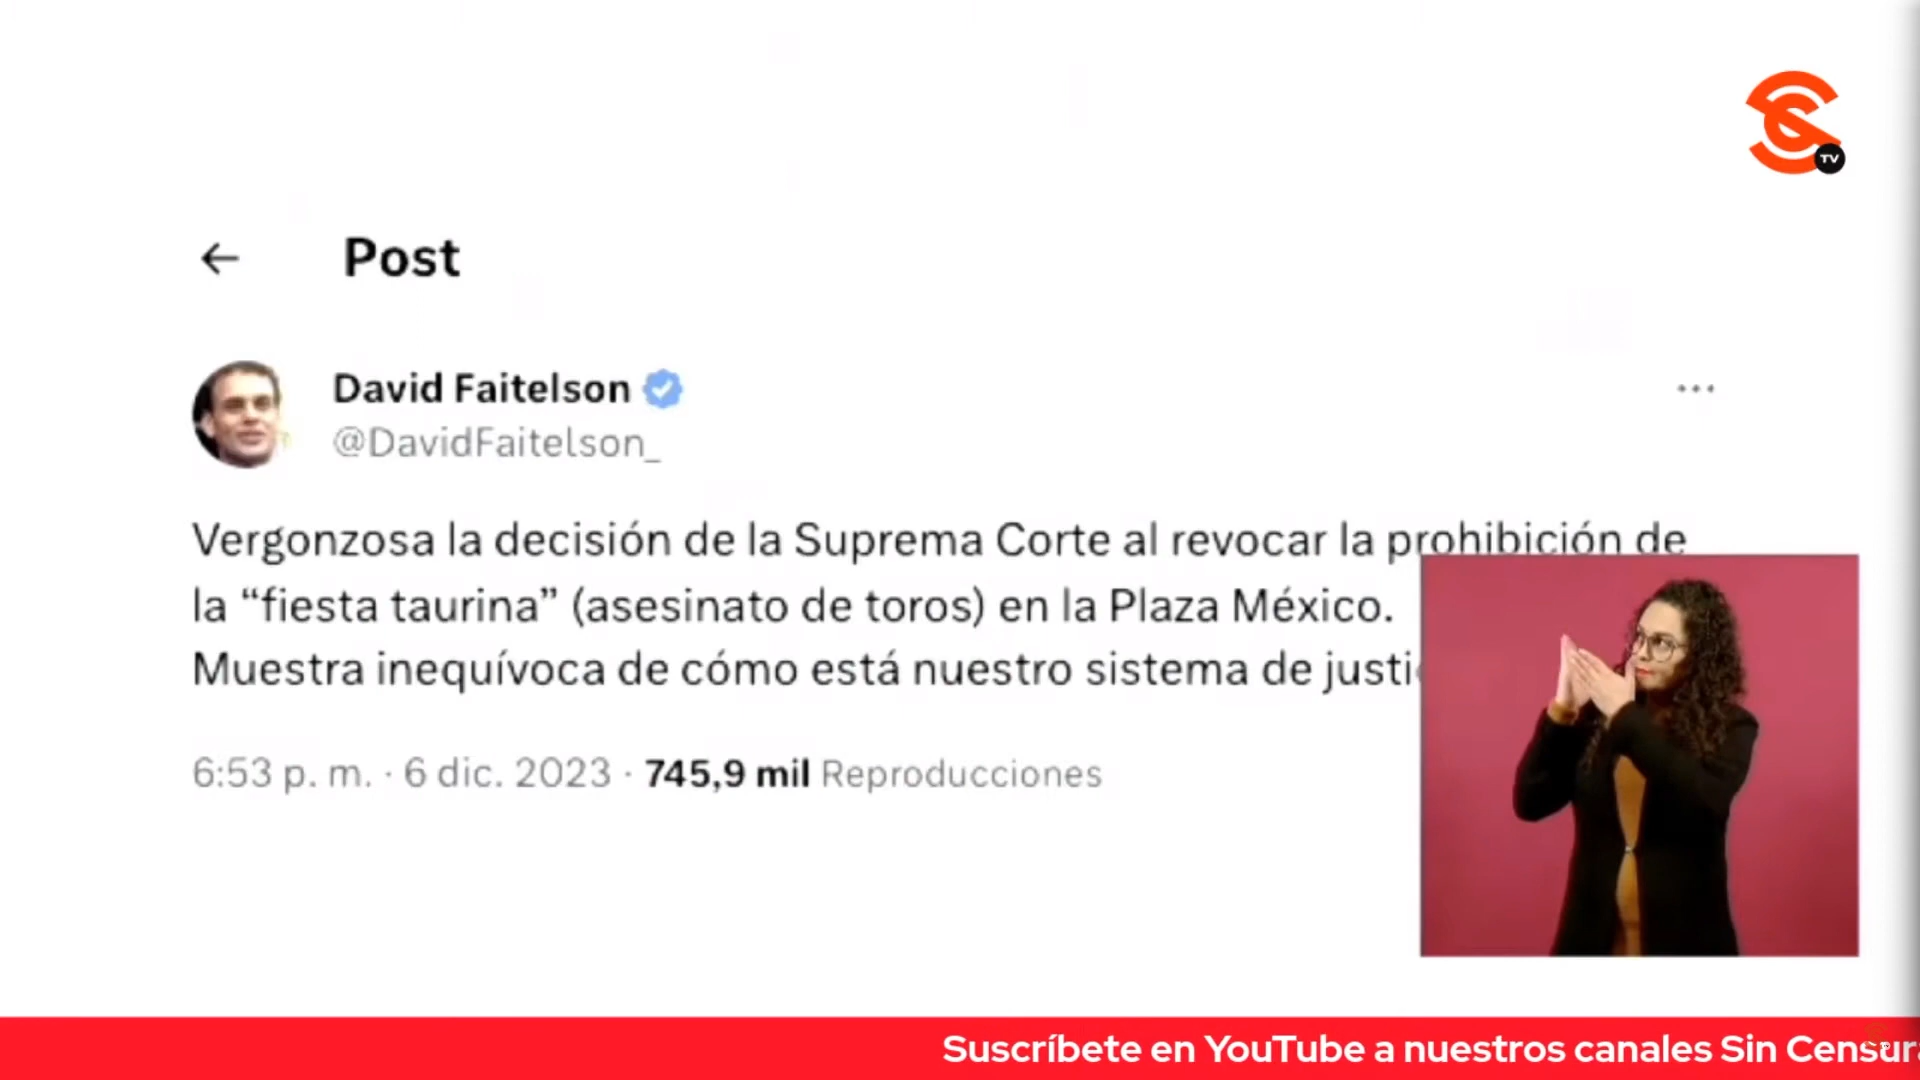 TV
Post
David Faitelson
@DavidFaitelson_
Vergonzosa la decisión de la Suprema Corte al revocar la prohibición de
la “fiesta taurina” (asesinato de toros) en la Plaza México.
Muestra inequívoca de cómo está nuestro sistema de justi
6:53 p. m. · 6 dic. 2023 · 745,9 mil Reproducciones
Suscríbete en YouTube a nuestros canales Sin Censur